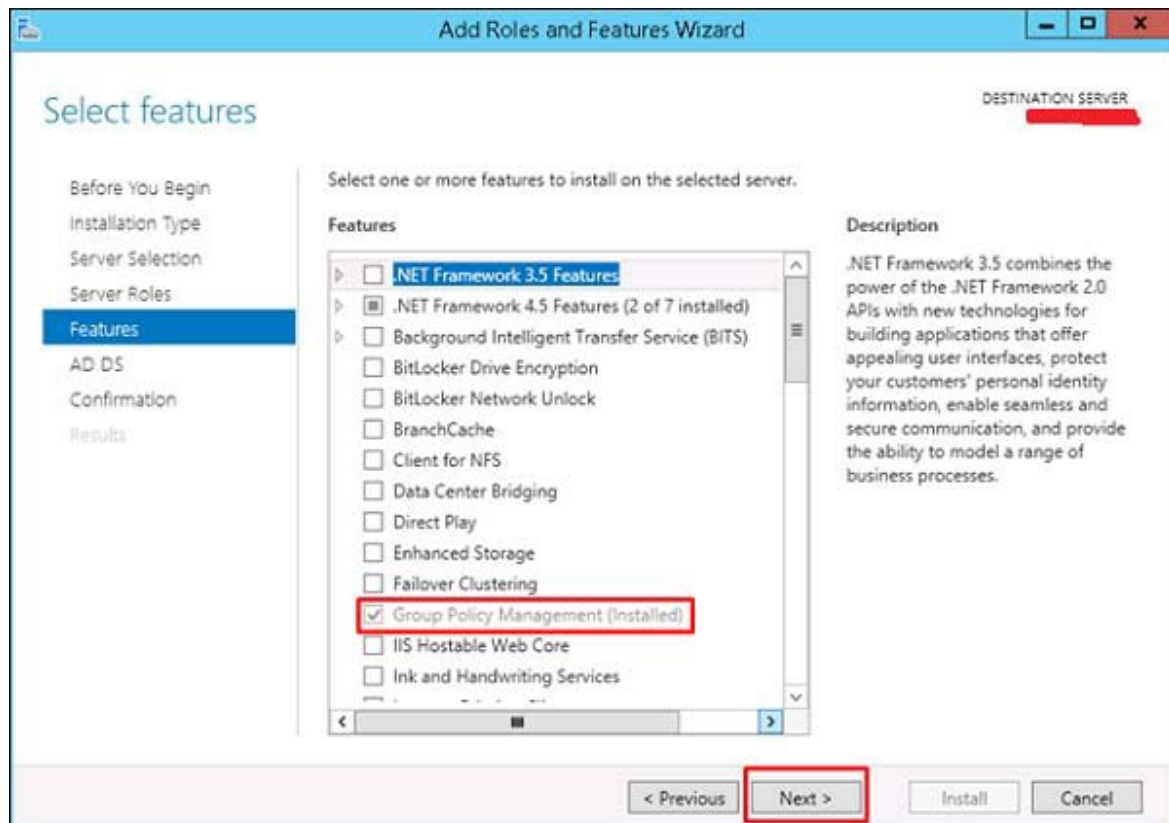 Add Roles and Features Wizard
Select features
DESTINATION SERVER
Before You Begin
Installation Type
Server Selection
Server Roles
Features
AD DS
Confirmation
Results
Select one or more features to install on the selected server.
Features
.NET Framework 3.5 Features
.NET Framework 4.5 Features (2 of 7 installed)
Background Intelligent Transfer Service (BITS)
BitLocker Drive Encryption
BitLocker Network Unlock
BranchCache
Client for NFS
Data Center Bridging
Direct Play
Enhanced Storage
Failover Clustering
Group Policy Management (Installed)
IIS Hostable Web Core
Ink and Handwriting Services
Description
.NET Framework 3.5 combines the
power of the .NET Framework 2.0
APIs with new technologies for
building applications that offer
appealing user interfaces, protect
your customers' personal identity
information, enable seamless and
secure communication, and provide
the ability to model a range of
business processes.
< Previous
Next >
Install
Cancel